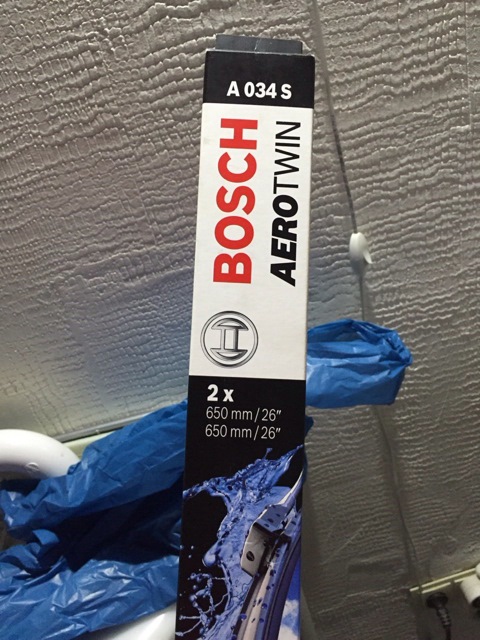 A 034 S
BOSCH
AEROTWIN
2 x
650 mm / 26"
650 mm / 26"